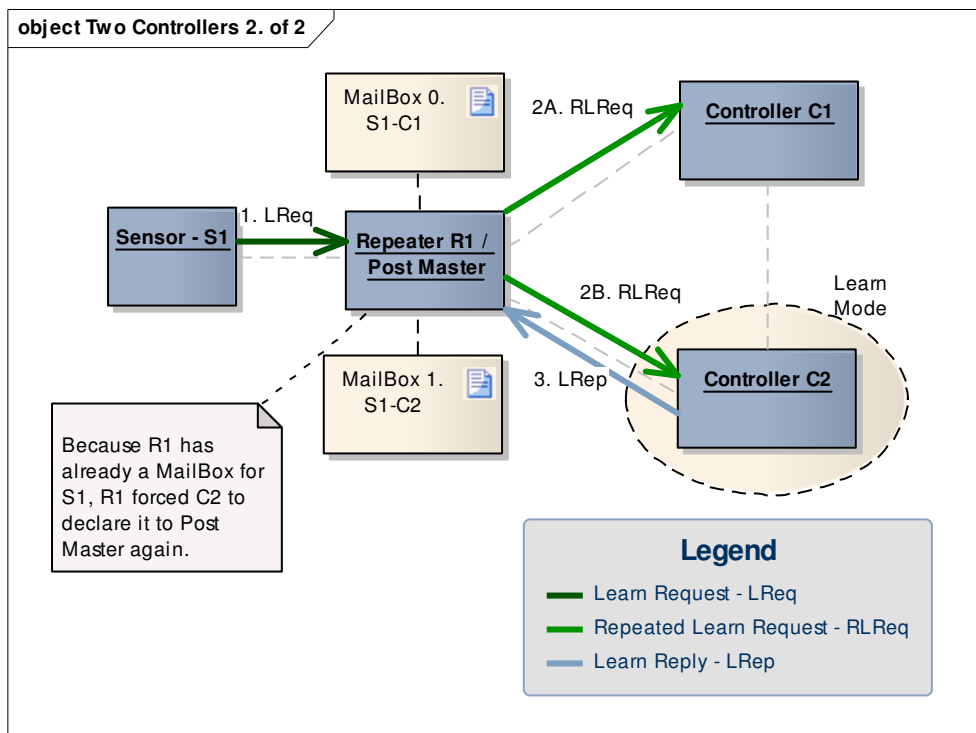 object Two Controllers 2. of 2
MailBox 0.
S1-C1
2A. RLReq
Controller C1
1. LReq
Sensor - S1
Repeater R1 /
Post Master
2B. RLReq
Learn
Mode
MailBox 1.
S1-C2
3. LRep
Controller C2
Because R1 has
already a MailBox for
S1, R1 forced C2 to
declare it to Post
Master again.
Legend
Learn Request - LReq
Repeated Learn Request - RLReq
Learn Reply - LRep